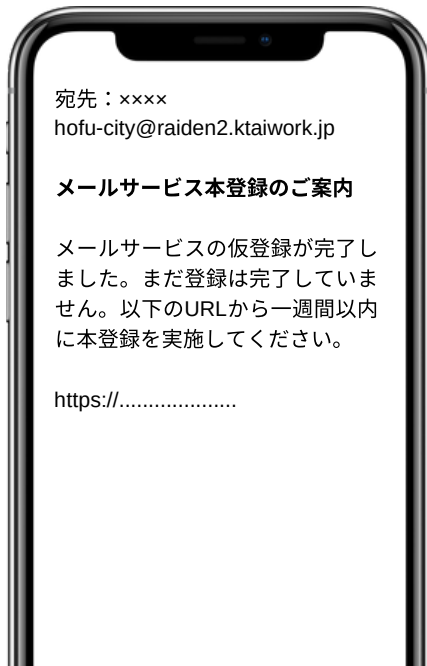 宛先：××××
hofu-city@raiden2.ktaiwork.jp
メールサービス本登録のご案内
メールサービスの仮登録が完了し
ました。まだ登録は完了していま
せん。以下のURLから一週間以内
に本登録を実施してください。
https://....................